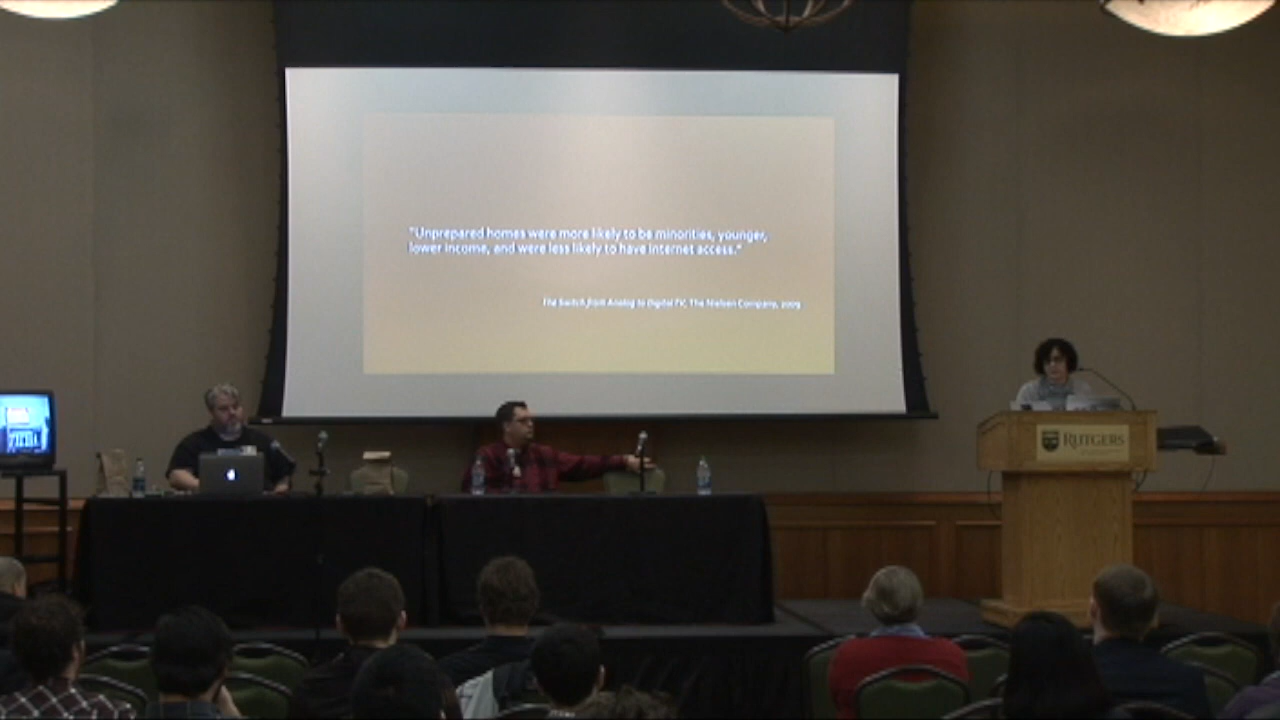 "Unprepared homes were more likely to be minorities, younger,
lower income, and were less likely to have internet access."
The Switch from Analog to Digital TV, The Nielsen Company, 2009
RUTGERS